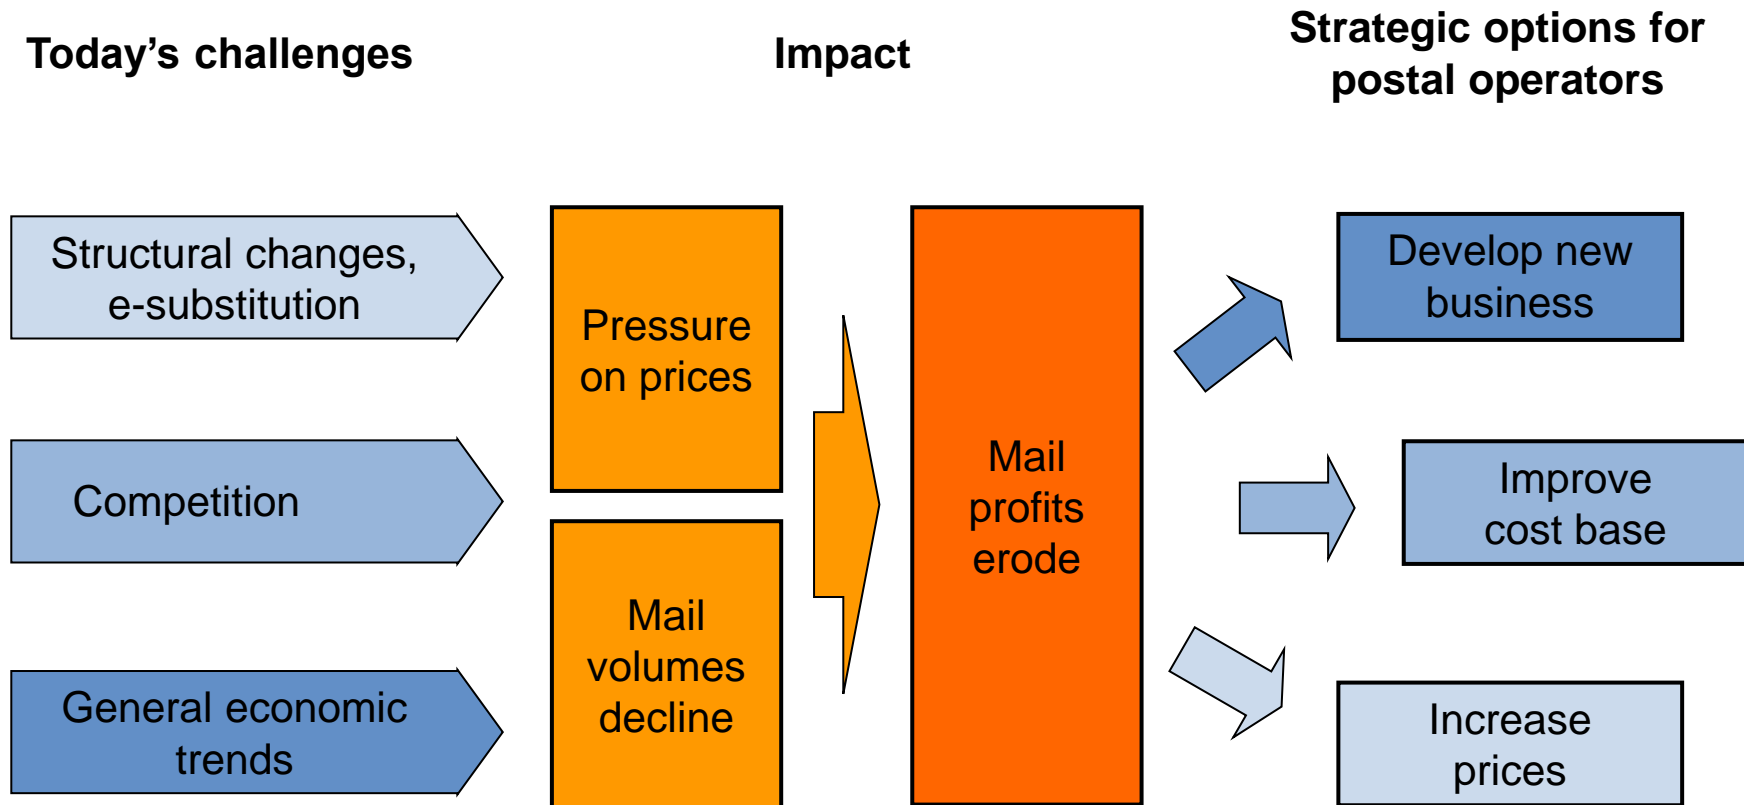 Today's challenges
Impact
Strategic options for
postal operators
Structural changes,
e-substitution
Competition
General economic
trends
Pressure
on prices
Mail
volumes
decline
Mail
profits
erode
Develop new
business
Improve
cost base
Increase
prices